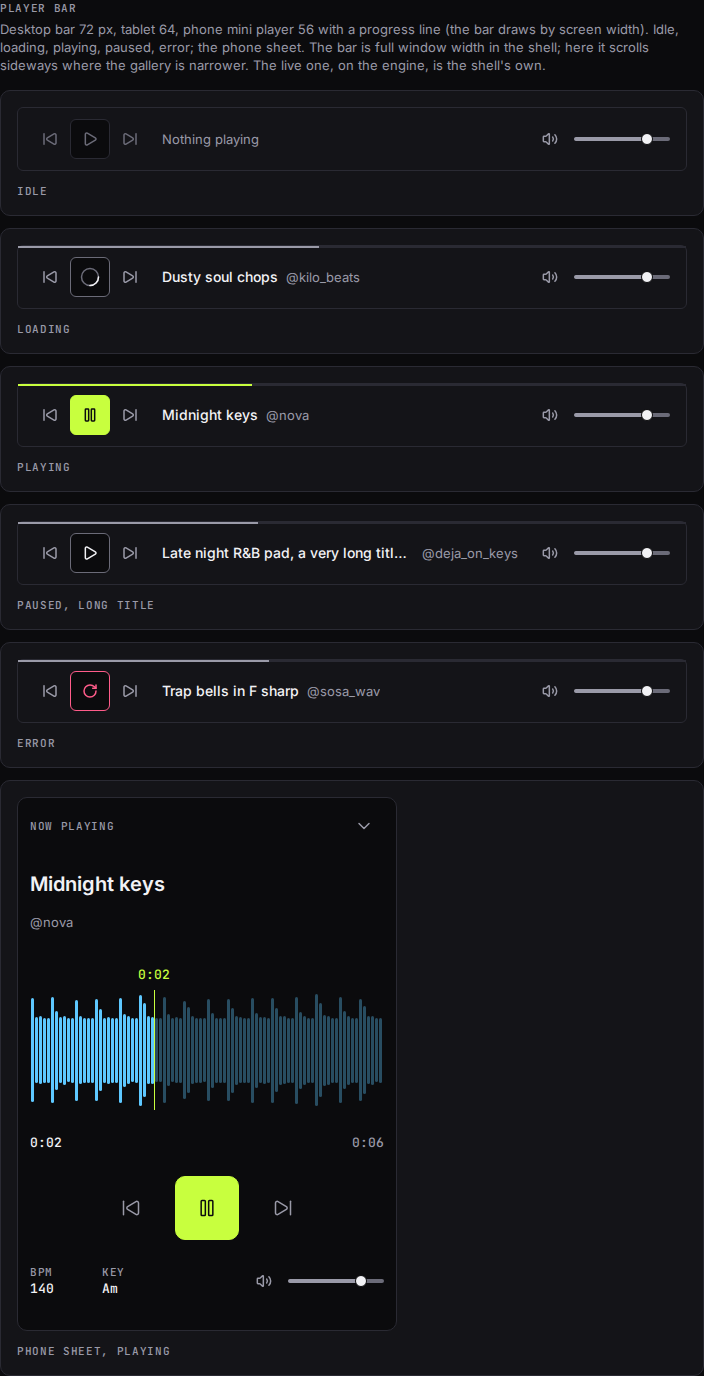 PLAYER BAR
Desktop bar 72 px, tablet 64, phone mini player 56 with a progress line (the bar draws by screen width). Idle,
loading, playing, paused, error; the phone sheet. The bar is full window width in the shell; here it scrolls
sideways where the gallery is narrower. The live one, on the engine, is the shell's own.
Nothing playing
IDLE
Dusty soul chops @kilo_beats
LOADING
Midnight keys @nova
PLAYING
Late night R&B pad, a very long titl... @deja_on_keys
PAUSED, LONG TITLE
Trap bells in F sharp @sosa_wav
ERROR
NOW PLAYING
Midnight keys
@nova
0:02
0:02 0:06
BPM KEY
140 Am
PHONE SHEET, PLAYING